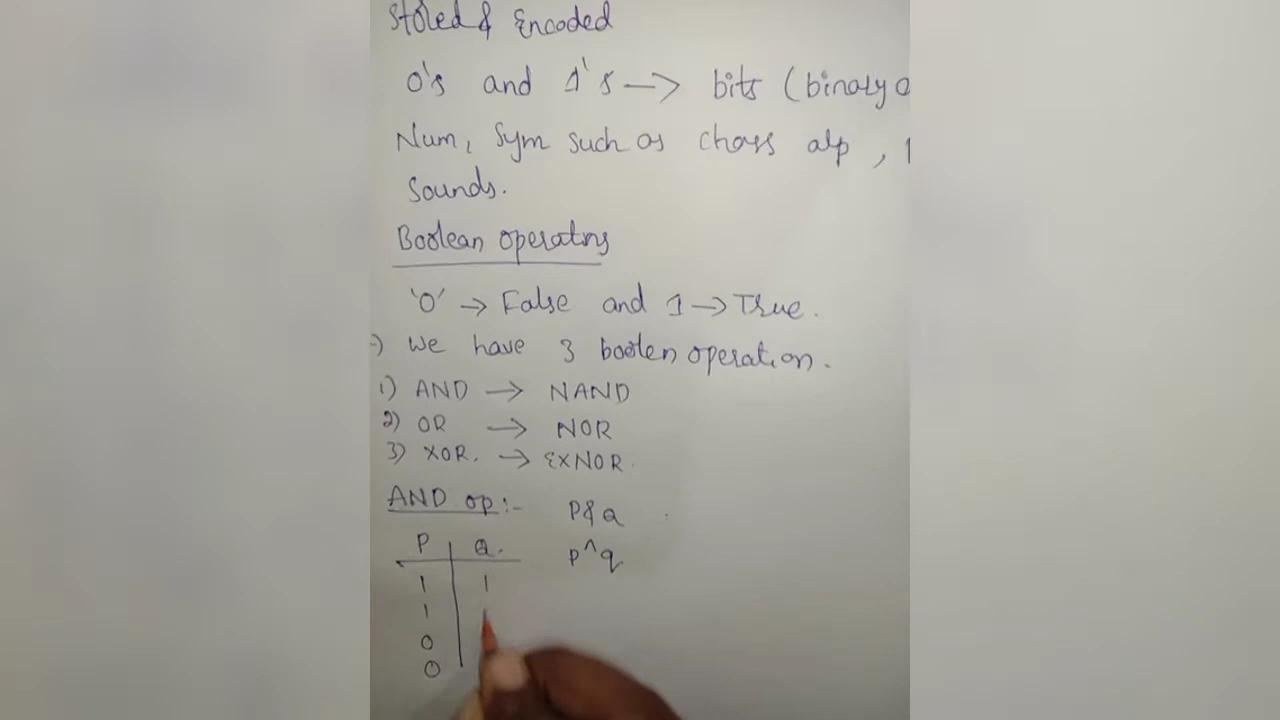 Stored & Encoded
0's and 1's → bits (binary
Num, Sym such as chars alp ,
Sounds.
Boolean operations
'0' → False and 1 → True.
We have 3 boolen operation.
1) AND → NAND
2) OR → NOR
3) XOR. → EXNOR.
AND op:- P&Q
P Q. p^q
1 1
1
0
0